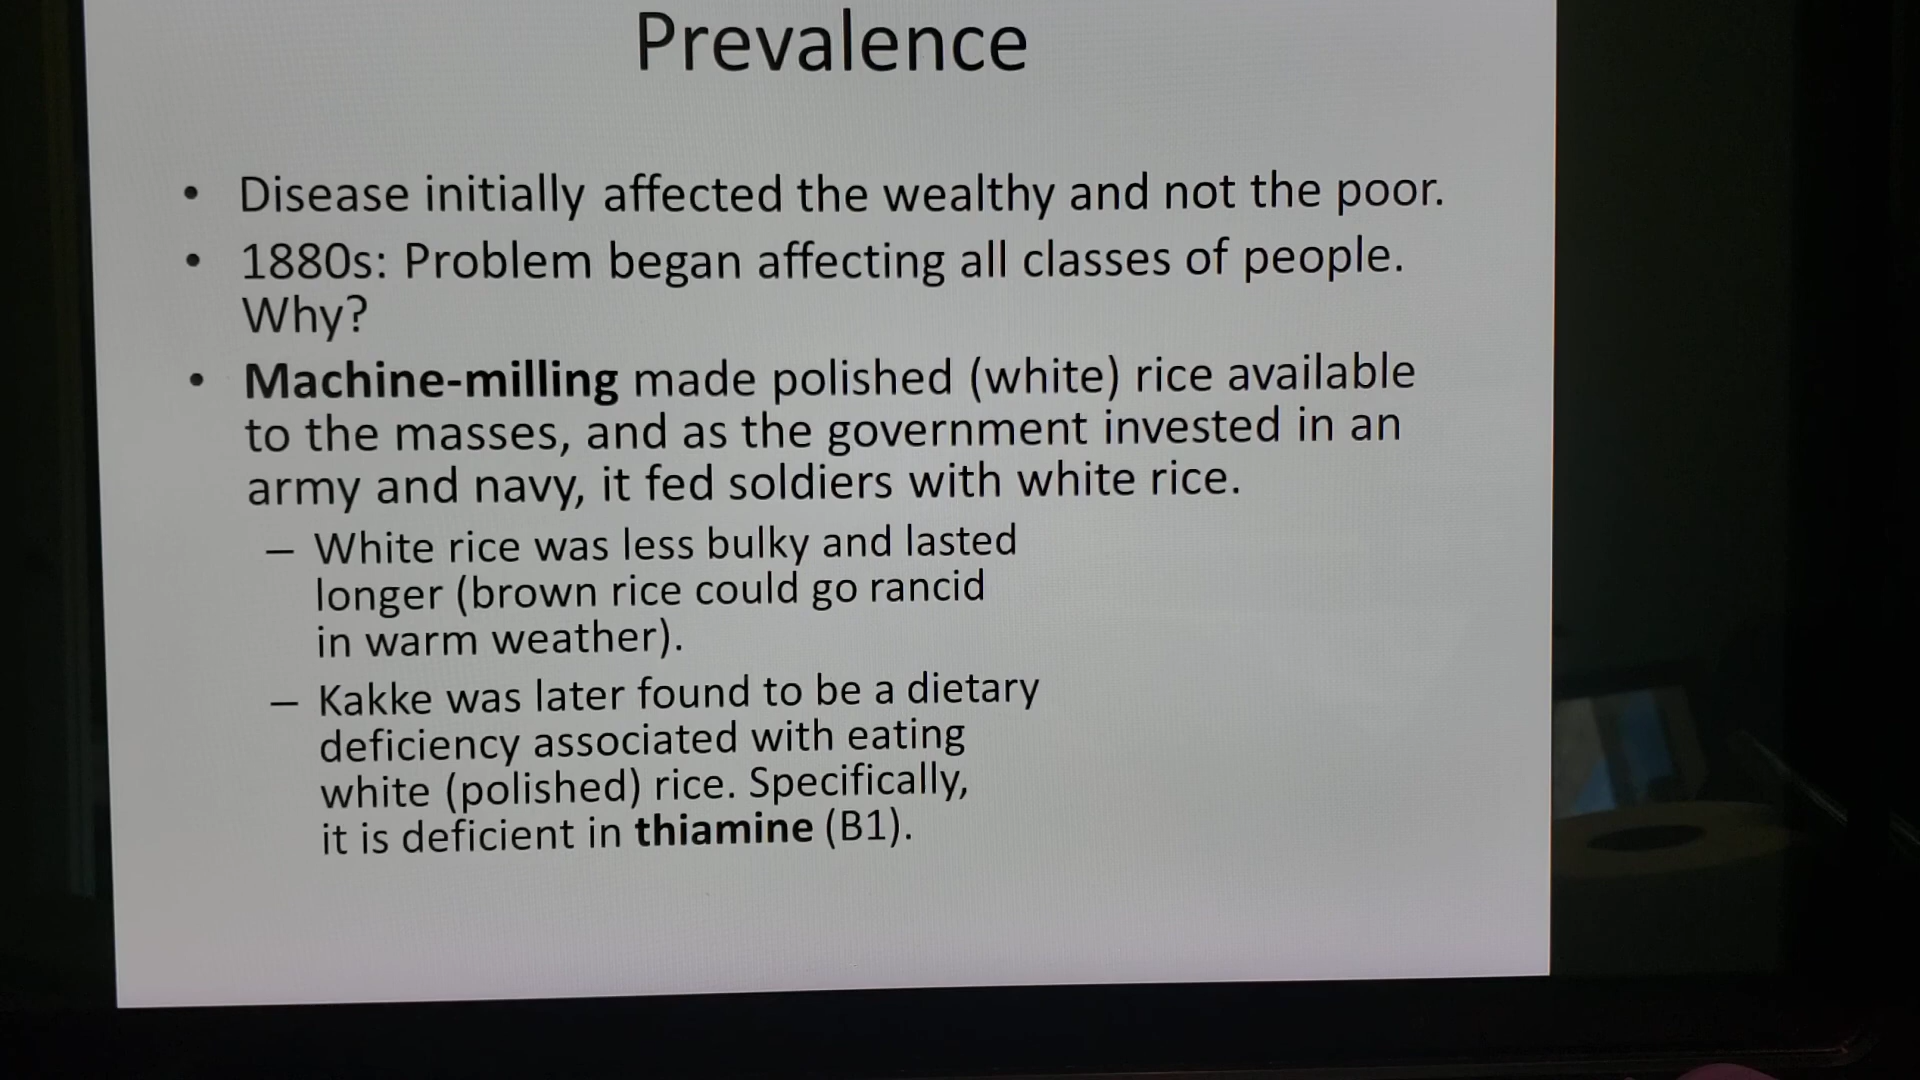 Prevalence
• Disease initially affected the wealthy and not the poor.
• 1880s: Problem began affecting all classes of people.
Why?
• Machine-milling made polished (white) rice available
to the masses, and as the government invested in an
army and navy, it fed soldiers with white rice.
– White rice was less bulky and lasted
longer (brown rice could go rancid
in warm weather).
– Kakke was later found to be a dietary
deficiency associated with eating
white (polished) rice. Specifically,
it is deficient in thiamine (B1).